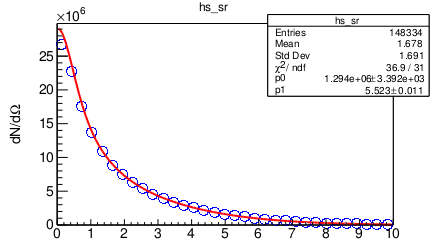 hs_sr
×10⁶
hs_sr
Entries 148334
Mean 1.678
Std Dev 1.691
χ²/ ndf 36.9 / 31
p0 1.294e+06±3.392e+03
p1 5.523±0.011
dN/dΩ
25
20
15
10
5
0
0 1 2 3 4 5 6 7 8 9 10